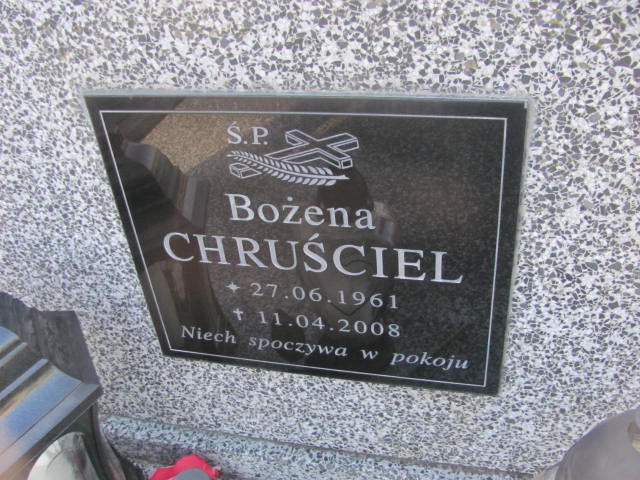 Ś.P.
Bożena
CHRUŚCIEL
✶ 27.06.1961
✝ 11.04.2008
Niech spoczywa w pokoju